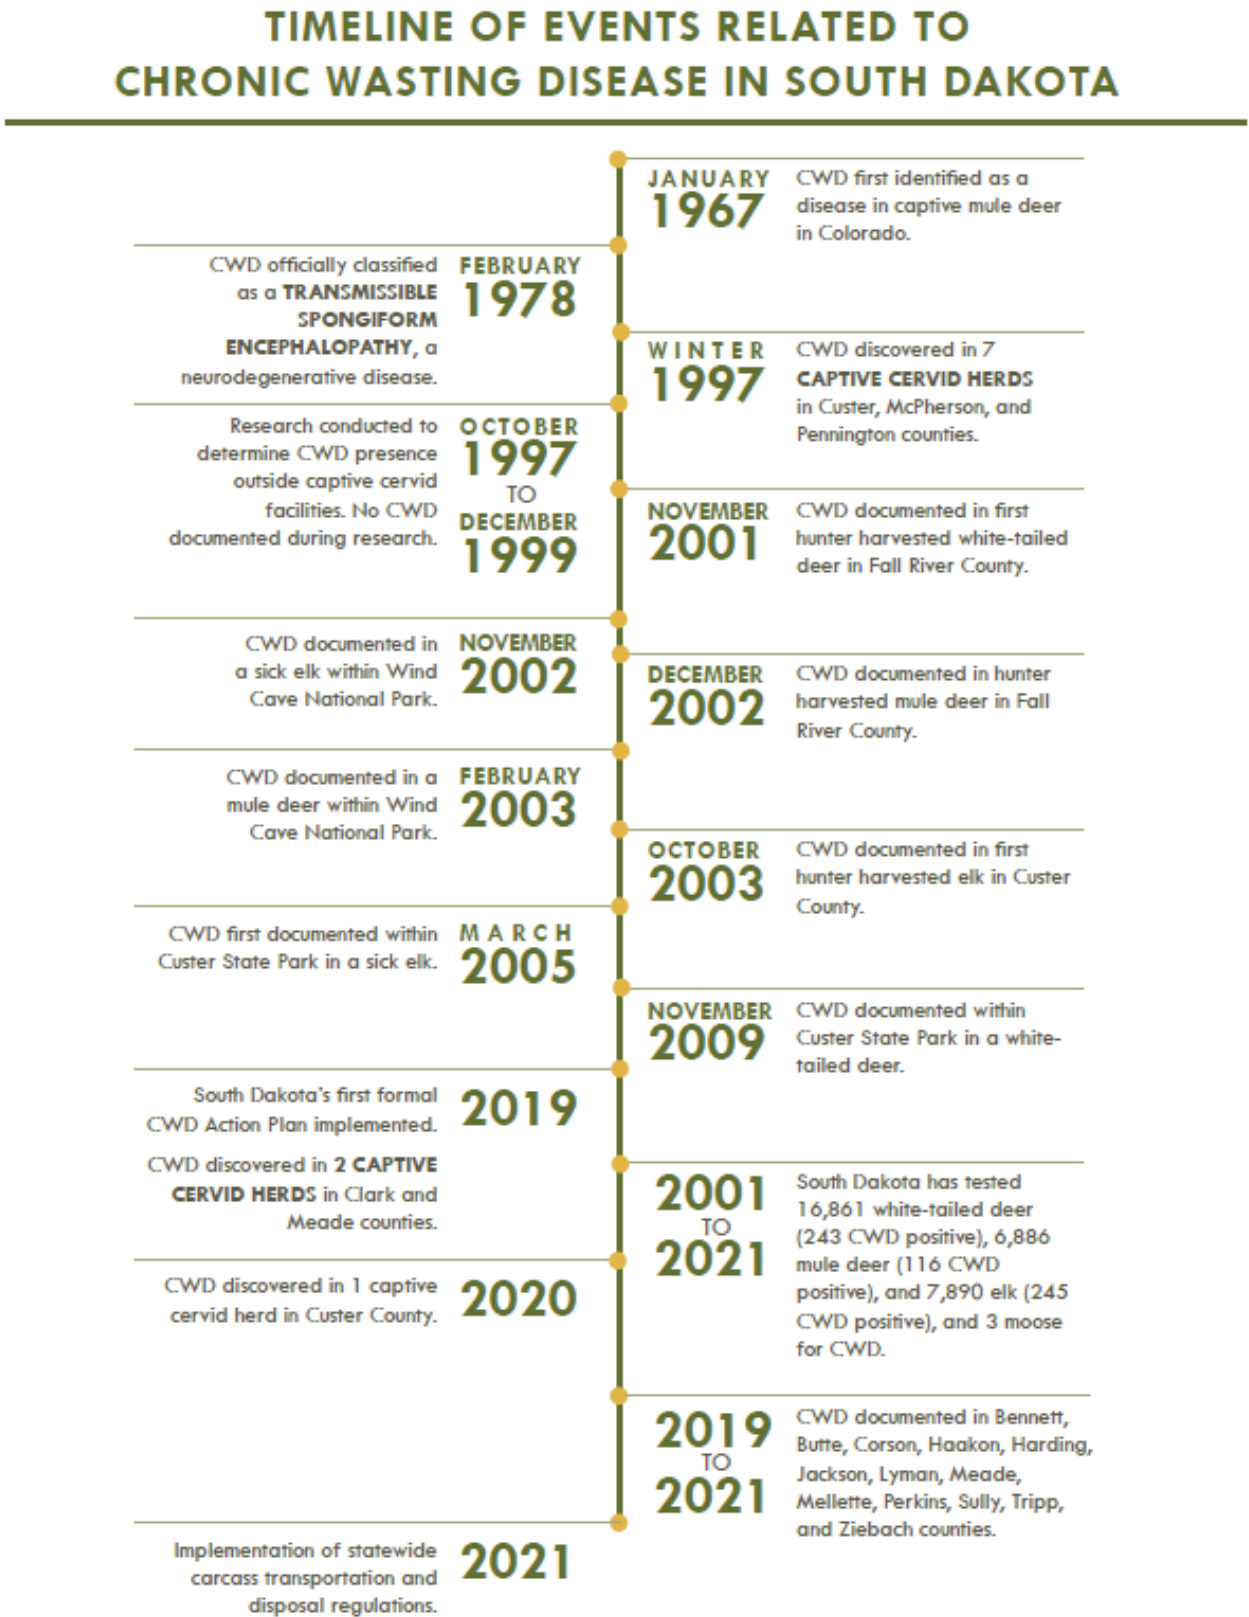 TIMELINE OF EVENTS RELATED TO
CHRONIC WASTING DISEASE IN SOUTH DAKOTA
JANUARY
1967
CWD first identified as a
disease in captive mule deer
in Colorado.
CWD officially classified
as a TRANSMISSIBLE
SPONGIFORM
ENCEPHALOPATHY, a
neurodegenerative disease.
FEBRUARY
1978
WINTER
1997
CWD discovered in 7
CAPTIVE CERVID HERDS
in Custer, McPherson, and
Pennington counties.
Research conducted to
determine CWD presence
outside captive cervid
facilities. No CWD
documented during research.
OCTOBER
1997
TO
DECEMBER
1999
NOVEMBER
2001
CWD documented in first
hunter harvested white-tailed
deer in Fall River County.
CWD documented in
a sick elk within Wind
Cave National Park.
NOVEMBER
2002
DECEMBER
2002
CWD documented in hunter
harvested mule deer in Fall
River County.
CWD documented in a
mule deer within Wind
Cave National Park.
FEBRUARY
2003
OCTOBER
2003
CWD documented in first
hunter harvested elk in Custer
County.
CWD first documented within
Custer State Park in a sick elk.
MARCH
2005
NOVEMBER
2009
CWD documented within
Custer State Park in a white-
tailed deer.
South Dakota's first formal
CWD Action Plan implemented.
CWD discovered in 2 CAPTIVE
CERVID HERDS in Clark and
Meade counties.
2019
2001
TO
2021
South Dakota has tested
16,861 white-tailed deer
(243 CWD positive), 6,886
mule deer (116 CWD
positive), and 7,890 elk (245
CWD positive), and 3 moose
for CWD.
CWD discovered in 1 captive
cervid herd in Custer County.
2020
2019
TO
2021
CWD documented in Bennett,
Butte, Corson, Haakon, Harding,
Jackson, Lyman, Meade,
Mellette, Perkins, Sully, Tripp,
and Ziebach counties.
Implementation of statewide
carcass transportation and
disposal regulations.
2021